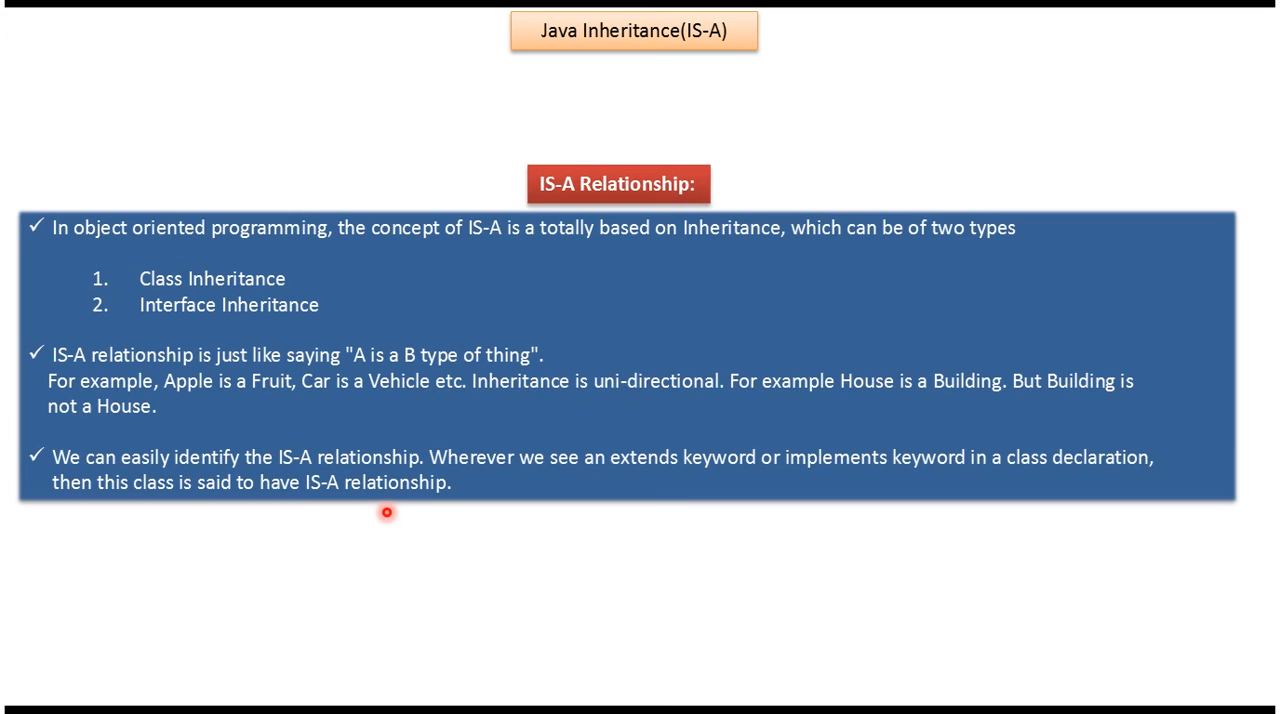 Java Inheritance(IS-A)
IS-A Relationship:
✓ In object oriented programming, the concept of IS-A is a totally based on Inheritance, which can be of two types
1. Class Inheritance
2. Interface Inheritance
✓ IS-A relationship is just like saying "A is a B type of thing".
For example, Apple is a Fruit, Car is a Vehicle etc. Inheritance is uni-directional. For example House is a Building. But Building is
not a House.
✓ We can easily identify the IS-A relationship. Wherever we see an extends keyword or implements keyword in a class declaration,
then this class is said to have IS-A relationship.